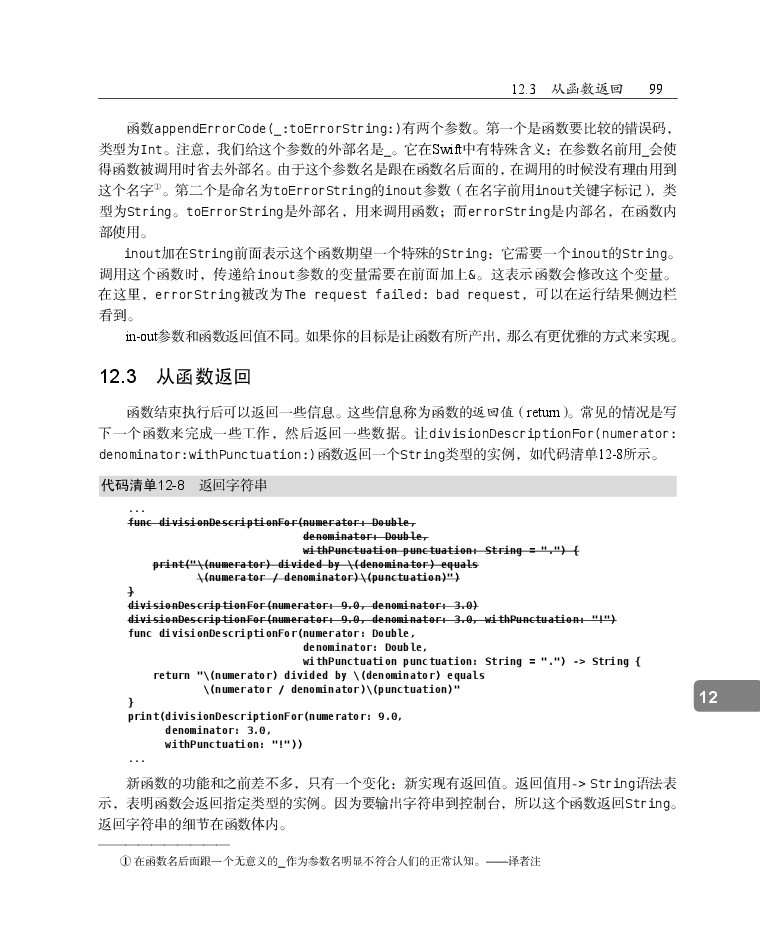 12.3 从函数返回 99
函数appendErrorCode(_:toErrorString:)有两个参数。第一个是函数要比较的错误码，
类型为Int。注意，我们给这个参数的外部名是_。它在Swift中有特殊含义：在参数名前用_会使
得函数被调用时省去外部名。由于这个参数名是跟在函数名后面的，在调用的时候没有理由用到
这个名字①。第二个是命名为toErrorString的inout参数（在名字前用inout关键字标记），类
型为String。toErrorString是外部名，用来调用函数；而errorString是内部名，在函数内
部使用。
inout加在String前面表示这个函数期望一个特殊的String：它需要一个inout的String。
调用这个函数时，传递给inout参数的变量需要在前面加上&。这表示函数会修改这个变量。
在这里，errorString被改为The request failed: bad request，可以在运行结果侧边栏
看到。
in-out参数和函数返回值不同。如果你的目标是让函数有所产出，那么有更优雅的方式来实现。
12.3 从函数返回
函数结束执行后可以返回一些信息。这些信息称为函数的返回值（return）。常见的情况是写
下一个函数来完成一些工作，然后返回一些数据。让divisionDescriptionFor(numerator:
denominator:withPunctuation:)函数返回一个String类型的实例，如代码清单12-8所示。
代码清单12-8 返回字符串
...
func divisionDescriptionFor(numerator: Double,
denominator: Double,
withPunctuation punctuation: String = ".") {
print("\(numerator) divided by \(denominator) equals
\(numerator / denominator)\(punctuation)")
}
divisionDescriptionFor(numerator: 9.0, denominator: 3.0)
divisionDescriptionFor(numerator: 9.0, denominator: 3.0, withPunctuation: "!")
func divisionDescriptionFor(numerator: Double,
denominator: Double,
withPunctuation punctuation: String = ".") -> String {
return "\(numerator) divided by \(denominator) equals
\(numerator / denominator)\(punctuation)"
}
print(divisionDescriptionFor(numerator: 9.0,
denominator: 3.0,
withPunctuation: "!"))
...
12
新函数的功能和之前差不多，只有一个变化：新实现有返回值。返回值用-> String语法表
示，表明函数会返回指定类型的实例。因为要输出字符串到控制台，所以这个函数返回String。
返回字符串的细节在函数体内。
① 在函数名后面跟一个无意义的_作为参数名明显不符合人们的正常认知。——译者注